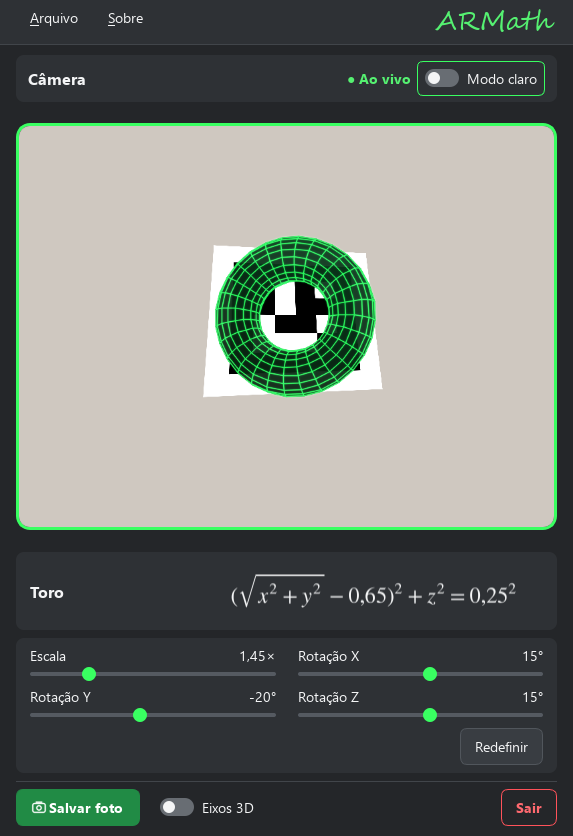 Arquivo Sobre ARMath
Câmera ● Ao vivo Modo claro
Toro (√x² + y² − 0,65)² + z² = 0,25²
Escala 1,45× Rotação X 15°
Rotação Y -20° Rotação Z 15°
Redefinir
Salvar foto Eixos 3D Sair